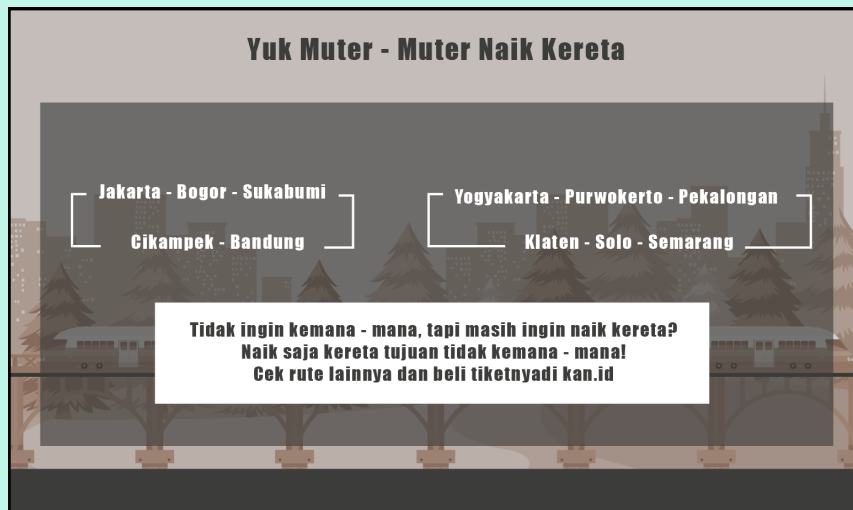 Yuk Muter - Muter Naik Kereta
Jakarta - Bogor - Sukabumi
Cikampek - Bandung
Yogyakarta - Purwokerto - Pekalongan
Klaten - Solo - Semarang
Tidak ingin kemana - mana, tapi masih ingin naik kereta?
Naik saja kereta tujuan tidak kemana - mana!
Cek rute lainnya dan beli tiketnyadi kan.id